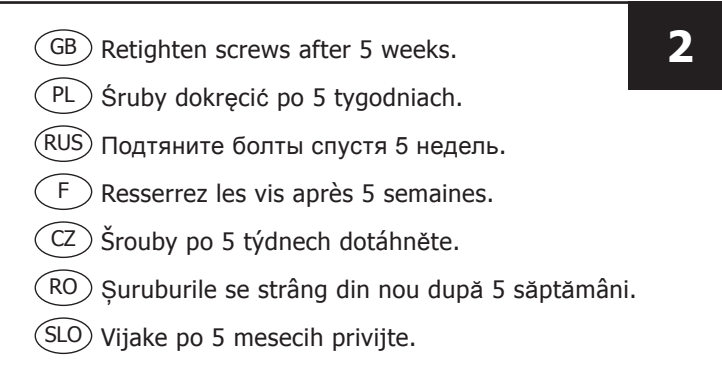 GB Retighten screws after 5 weeks.
2
PL Śruby dokręcić po 5 tygodniach.
RUS Подтяните болты спустя 5 недель.
F Resserrez les vis après 5 semaines.
CZ Šrouby po 5 týdnech dotáhněte.
RO Șuruburile se strâng din nou după 5 săptămâni.
SLO Vijake po 5 mesecih privijte.